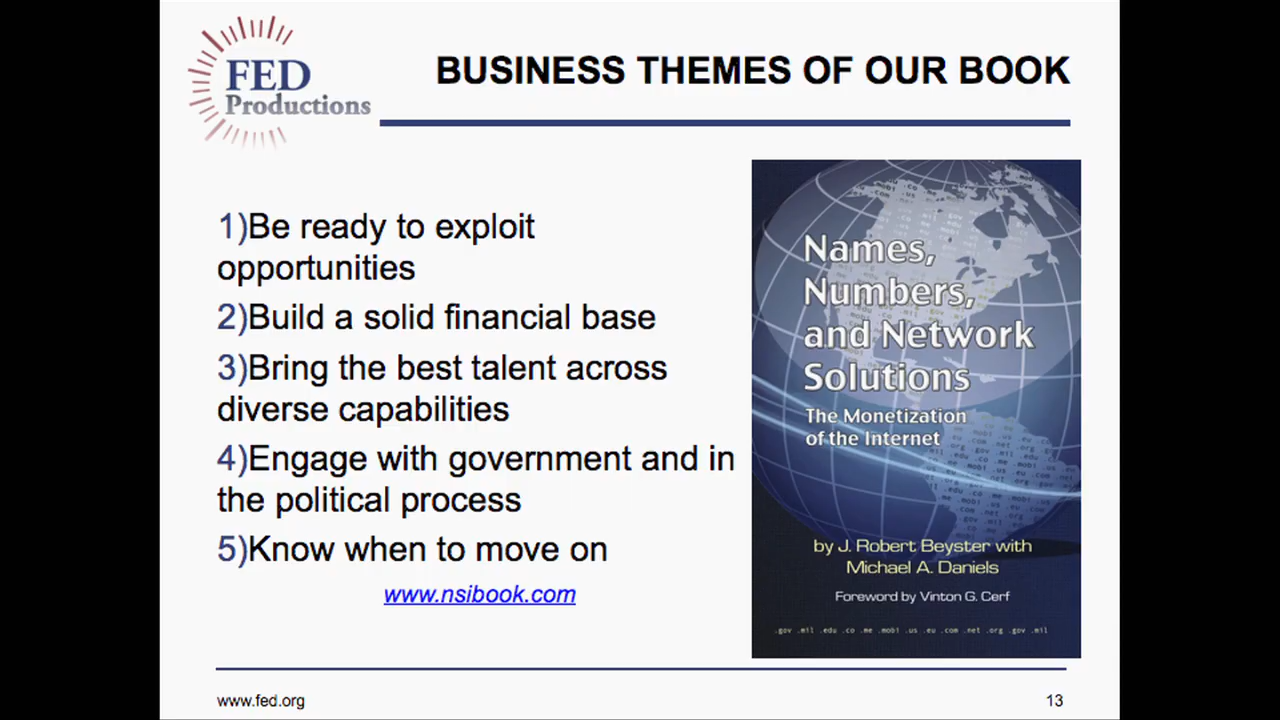 FED
Productions
BUSINESS THEMES OF OUR BOOK
1)Be ready to exploit
opportunities
2)Build a solid financial base
3)Bring the best talent across
diverse capabilities
4)Engage with government and in
the political process
5)Know when to move on
www.nsibook.com
Names,
Numbers,
and Network
Solutions
The Monetization
of the Internet
by J. Robert Beyster with
Michael A. Daniels
Foreword by Vinton G. Cerf
.gov .mil .edu .co .me .mobi .us .eu .com .net .org .gov .mil
www.fed.org
13